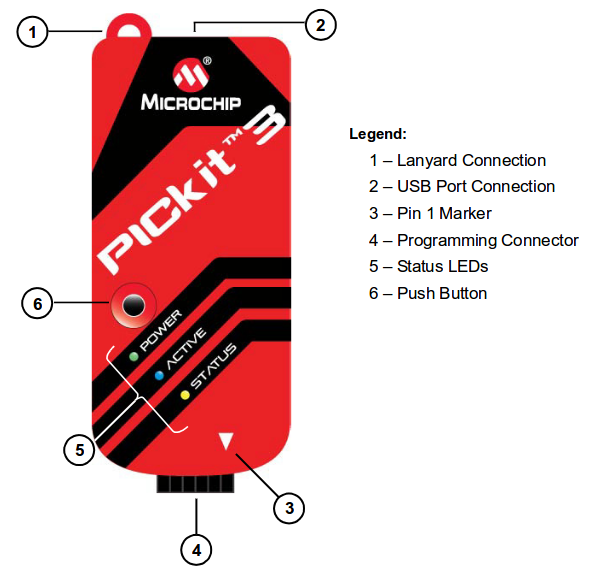 1
2
®
MICROCHIP
PICkit™ 3
Legend:
1 – Lanyard Connection
2 – USB Port Connection
3 – Pin 1 Marker
4 – Programming Connector
5 – Status LEDs
6 – Push Button
6
POWER
ACTIVE
STATUS
5
3
4